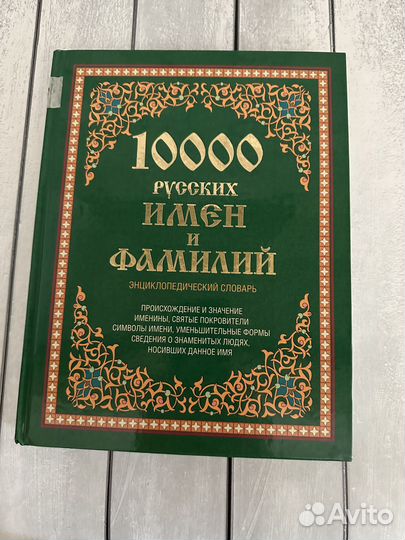 10000
РУССКИХ
ИМЕН
И
ФАМИЛИЙ
ЭНЦИКЛОПЕДИЧЕСКИЙ СЛОВАРЬ
ПРОИСХОЖДЕНИЕ И ЗНАЧЕНИЕ
ИМЕНИНЫ, СВЯТЫЕ ПОКРОВИТЕЛИ
СИМВОЛЫ ИМЕНИ, УМЕНЬШИТЕЛЬНЫЕ ФОРМЫ
СВЕДЕНИЯ О ЗНАМЕНИТЫХ ЛЮДЯХ,
НОСИВШИХ ДАННОЕ ИМЯ
Avito